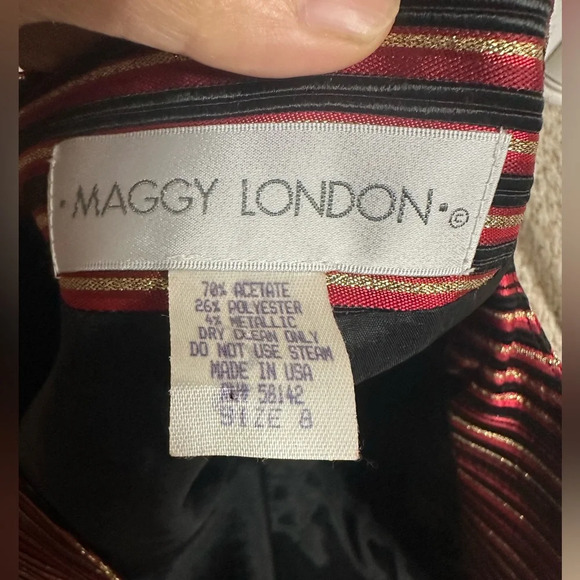 ·MAGGY LONDON·©
70% ACETATE
26% POLYESTER
4% METALLIC
DRY CLEAN ONLY
DO NOT USE STEAM
MADE IN USA
RN# 58142
SIZE 8